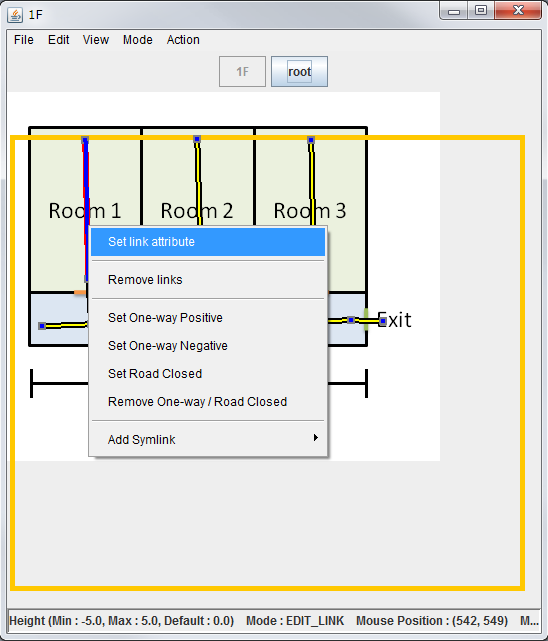 1F
File Edit View Mode Action
1F root
Room 1 Room 2 Room 3
Set link attribute
Remove links
Set One-way Positive
Exit
Set One-way Negative
Set Road Closed
Remove One-way / Road Closed
Add Symlink
Height (Min : -5.0, Max : 5.0, Default : 0.0) Mode : EDIT_LINK Mouse Position : (542, 549) M...